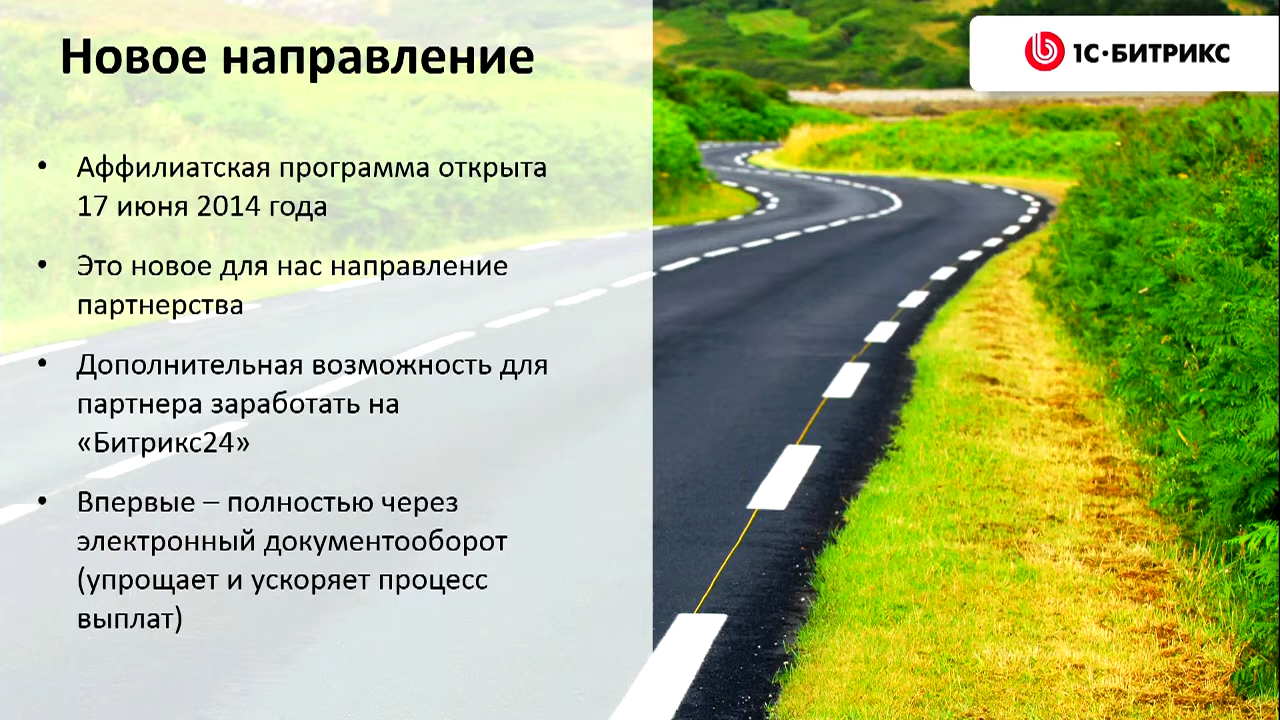 Новое направление
1С·БИТРИКС
• Аффилиатская программа открыта
17 июня 2014 года
• Это новое для нас направление
партнерства
• Дополнительная возможность для
партнера заработать на
«Битрикс24»
• Впервые – полностью через
электронный документооборот
(упрощает и ускоряет процесс
выплат)